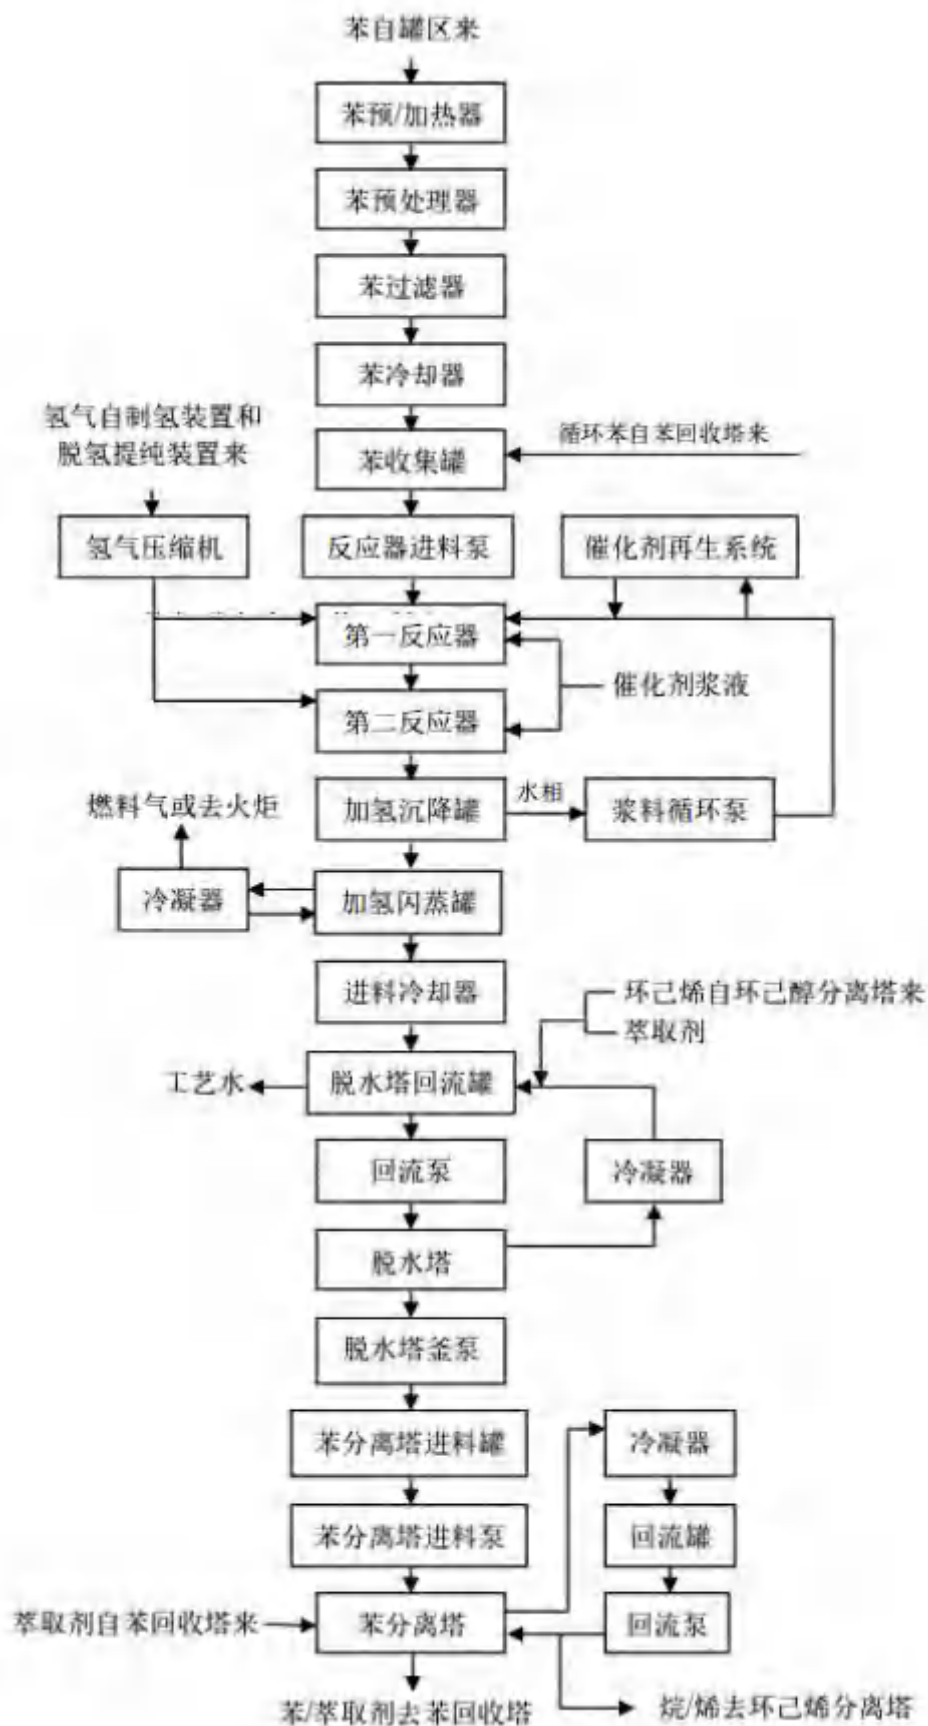 苯自罐区来
苯预/加热器
苯预处理器
苯过滤器
苯冷却器
氢气自制氢装置和
脱氢提纯装置来
循环苯自苯回收塔来
苯收集罐
氢气压缩机
反应器进料泵
催化剂再生系统
第一反应器
催化剂浆液
第二反应器
燃料气或去火炬
加氢沉降罐
水相
浆料循环泵
冷凝器
加氢闪蒸罐
进料冷却器
环己烯自环己醇分离塔来
萃取剂
工艺水
脱水塔回流罐
回流泵
冷凝器
脱水塔
脱水塔釜泵
苯分离塔进料罐
冷凝器
苯分离塔进料泵
回流罐
萃取剂自苯回收塔来
苯分离塔
回流泵
苯/萃取剂去苯回收塔
烷/烯去环己烯分离塔